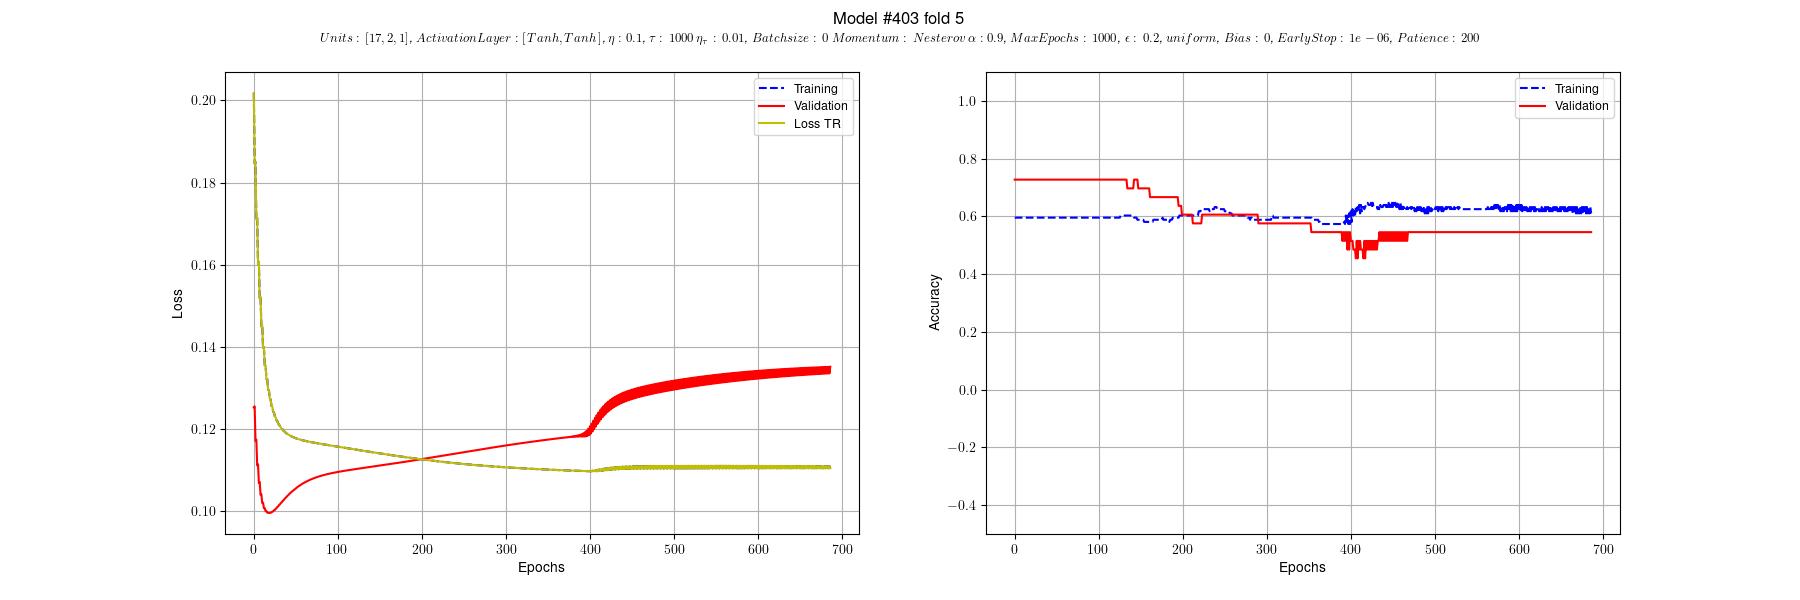 Model #403 fold 5
Units : [17, 2, 1], ActivationLayer : [Tanh, Tanh], η : 0.1, τ : 1000 η_τ : 0.01, Batchsize : 0 Momentum : Nesterov α : 0.9, MaxEpochs : 1000, ϵ : 0.2, uniform, Bias : 0, EarlyStop : 1e − 06, Patience : 200
Loss
0.20
0.18
0.16
0.14
0.12
0.10
Training
Validation
Loss TR
0 100 200 300 400 500 600 700
Epochs
Accuracy
1.0
0.8
0.6
0.4
0.2
0.0
−0.2
−0.4
Training
Validation
0 100 200 300 400 500 600 700
Epochs